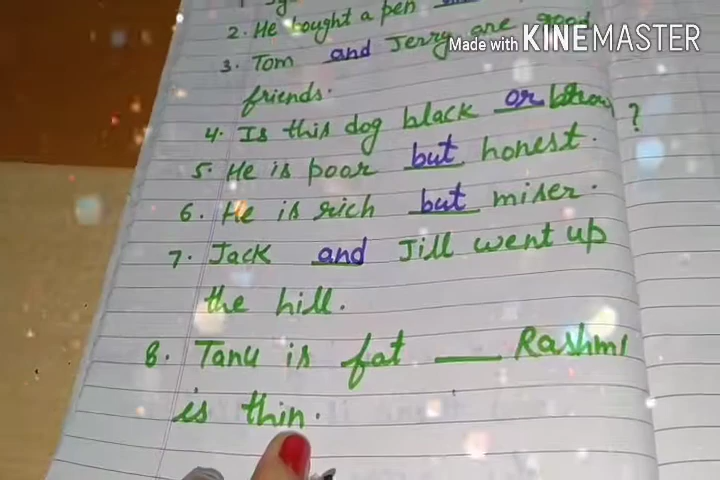 2. He bought a pen
Made with KINEMASTER
3. Tom and Jerry are good
friends.
4. Is this dog black or brown ?
5. He is poor but honest.
6. He is rich but miser.
7. Jack and Jill went up
the hill.
8. Tanu is fat ___ Rashmi
is thin.